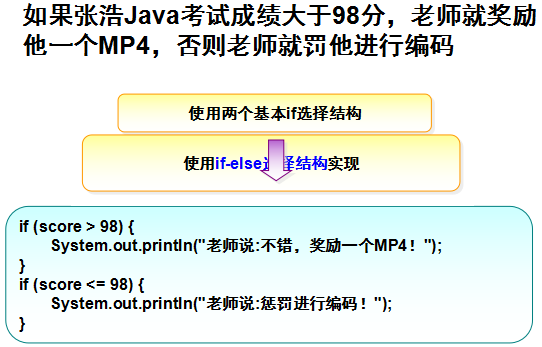 如果张浩Java考试成绩大于98分，老师就奖励
他一个MP4，否则老师就罚他进行编码
使用两个基本if选择结构
使用if-else选择结构实现
if (score > 98) {
System.out.println("老师说:不错，奖励一个MP4！");
}
if (score <= 98) {
System.out.println("老师说:惩罚进行编码！");
}